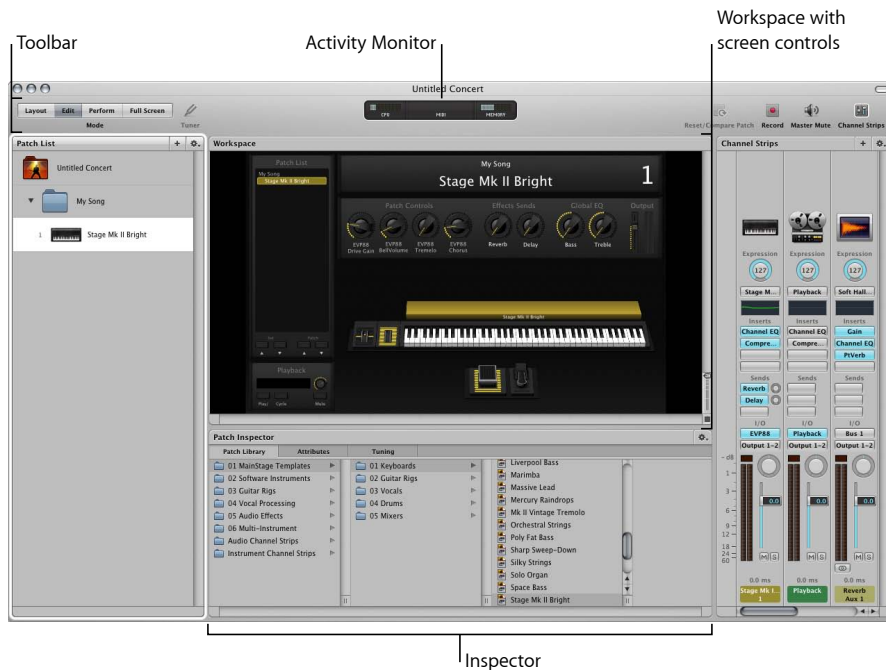 Toolbar
Activity Monitor
Workspace with
screen controls
Untitled Concert
Layout Edit Perform Full Screen
Mode
Tuner
CPU MIDI MEMORY
Reset/Compare Patch Record Master Mute Channel Strips
Patch List
Untitled Concert
My Song
1 Stage Mk II Bright
Workspace
Patch List
My Song
Stage Mk II Bright
My Song
Stage Mk II Bright
1
Patch Controls
Effects Sends
Global EQ
Output
EVP88
Drive Gain
EVP88
BellVolume
EVP88
Tremolo
EVP88
Chorus
Reverb
Delay
Bass
Treble
Stage Mk II Bright
Set
Patch
Playback
Play/
Cycle
Mute
Patch Inspector
Patch Library
Attributes
Tuning
01 MainStage Templates
02 Software Instruments
03 Guitar Rigs
04 Vocal Processing
05 Audio Effects
06 Multi-Instrument
Audio Channel Strips
Instrument Channel Strips
01 Keyboards
02 Guitar Rigs
03 Vocals
04 Drums
05 Mixers
Liverpool Bass
Marimba
Massive Lead
Mercury Raindrops
Mk II Vintage Tremolo
Orchestral Strings
Poly Fat Bass
Sharp Sweep-Down
Silky Strings
Solo Organ
Space Bass
Stage Mk II Bright
Channel Strips
Expression Expression Expression
127 127 127
Stage M... Playback Soft Hall...
Inserts Inserts Inserts
Channel EQ Channel EQ Gain
Compre... Compre... Channel EQ
PtVerb
Sends Sends Sends
Reverb
Delay
I/O I/O I/O
EVP88 Playback Bus 1
Output 1-2 Output 1-2 Output 1-2
- dB
1
3
6
9
12
18
24
60
0.0 0.0 0.0
M S M S M S
0.0 ms 0.0 ms 0.0 ms
Stage Mk I...
1
Playback
Reverb
Aux 1
Inspector